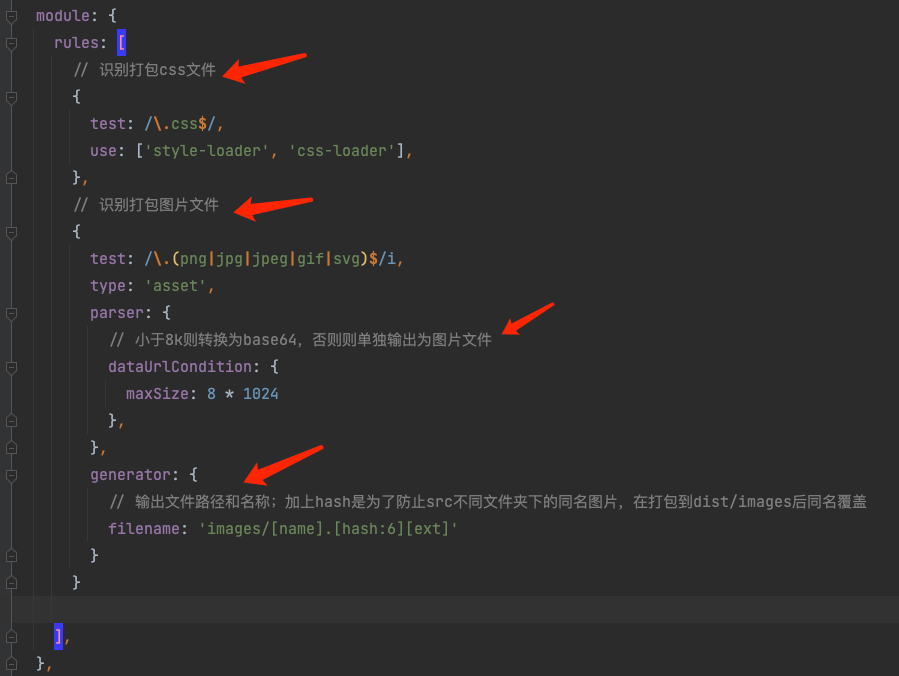 module: {
rules: [
// 识别打包css文件
{
test: /\.css$/,
use: ['style-loader', 'css-loader'],
},
// 识别打包图片文件
{
test: /\.(png|jpg|jpeg|gif|svg)$/i,
type: 'asset',
parser: {
// 小于8k则转换为base64，否则则单独输出为图片文件
dataUrlCondition: {
maxSize: 8 * 1024
},
},
generator: {
// 输出文件路径和名称；加上hash是为了防止src不同文件夹下的同名图片，在打包到dist/images后同名覆盖
filename: 'images/[name].[hash:6][ext]'
}
}
],
},